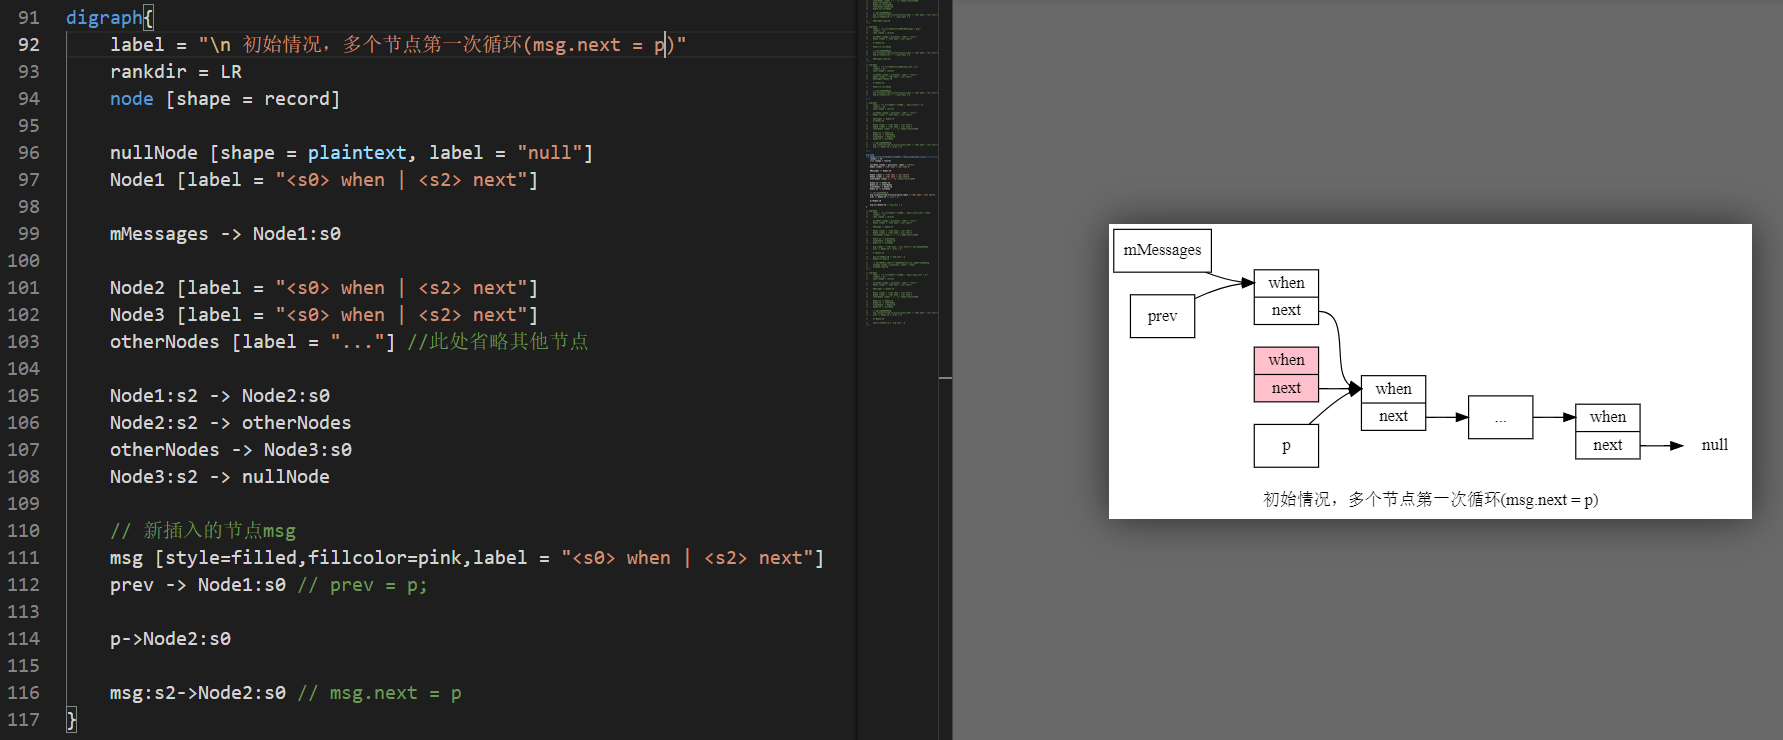 91 digraph{
92 label = "\n 初始情况，多个节点第一次循环(msg.next = p)"
93 rankdir = LR
94 node [shape = record]
95
96 nullNode [shape = plaintext, label = "null"]
97 Node1 [label = "<s0> when | <s2> next"]
98
99 mMessages -> Node1:s0
100
101 Node2 [label = "<s0> when | <s2> next"]
102 Node3 [label = "<s0> when | <s2> next"]
103 otherNodes [label = "..."] //此处省略其他节点
104
105 Node1:s2 -> Node2:s0
106 Node2:s2 -> otherNodes
107 otherNodes -> Node3:s0
108 Node3:s2 -> nullNode
109
110 // 新插入的节点msg
111 msg [style=filled,fillcolor=pink,label = "<s0> when | <s2> next"]
112 prev -> Node1:s0 // prev = p;
113
114 p->Node2:s0
115
116 msg:s2->Node2:s0 // msg.next = p
117 }
mMessages
when
next
prev
when
next
when
next
p
...
when
next
null
初始情况，多个节点第一次循环(msg.next = p)